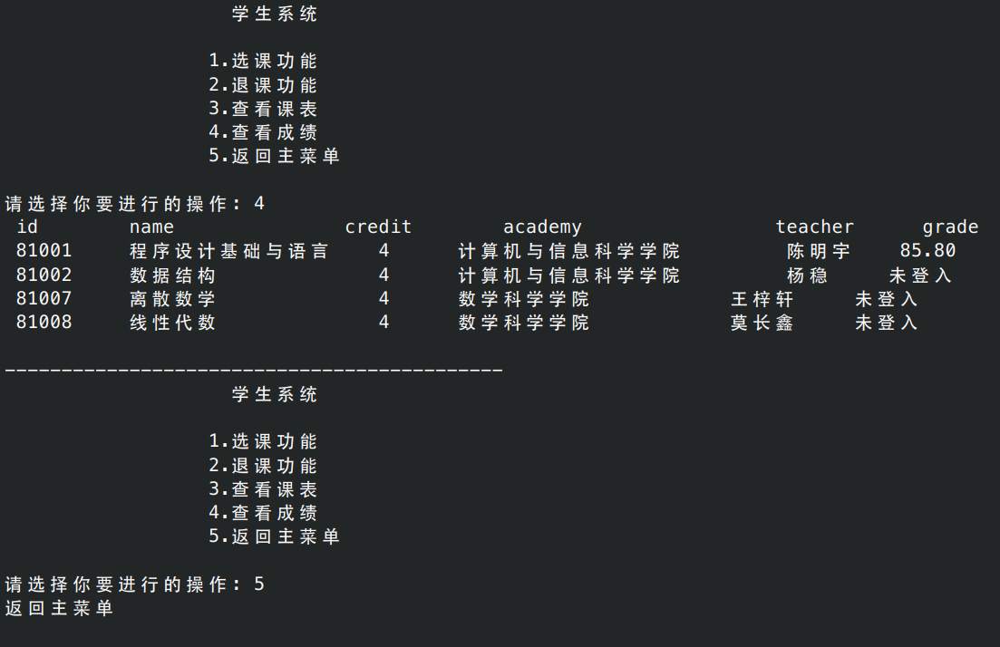 学生系统
1.选课功能
2.退课功能
3.查看课表
4.查看成绩
5.返回主菜单
请选择你要进行的操作: 4
id name credit academy teacher grade
81001 程序设计基础与语言 4 计算机与信息科学学院 陈明宇 85.80
81002 数据结构 4 计算机与信息科学学院 杨稳 未登入
81007 离散数学 4 数学科学学院 王梓轩 未登入
81008 线性代数 4 数学科学学院 莫长鑫 未登入
--------------------------------------------
学生系统
1.选课功能
2.退课功能
3.查看课表
4.查看成绩
5.返回主菜单
请选择你要进行的操作: 5
返回主菜单